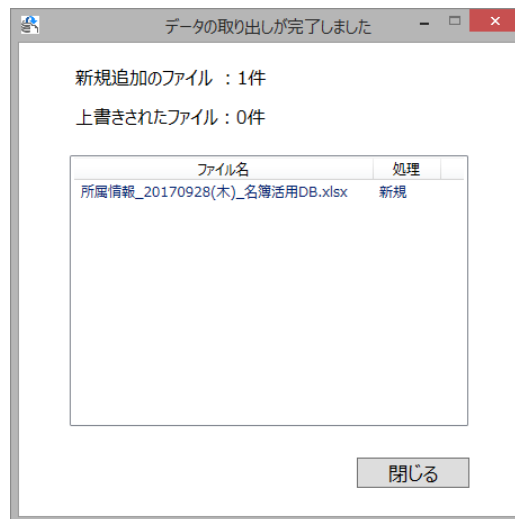 データの取り出しが完了しました
新規追加のファイル ：1件
上書きされたファイル：0件
ファイル名 処理
所属情報_20170928(木)_名簿活用DB.xlsx 新規
閉じる